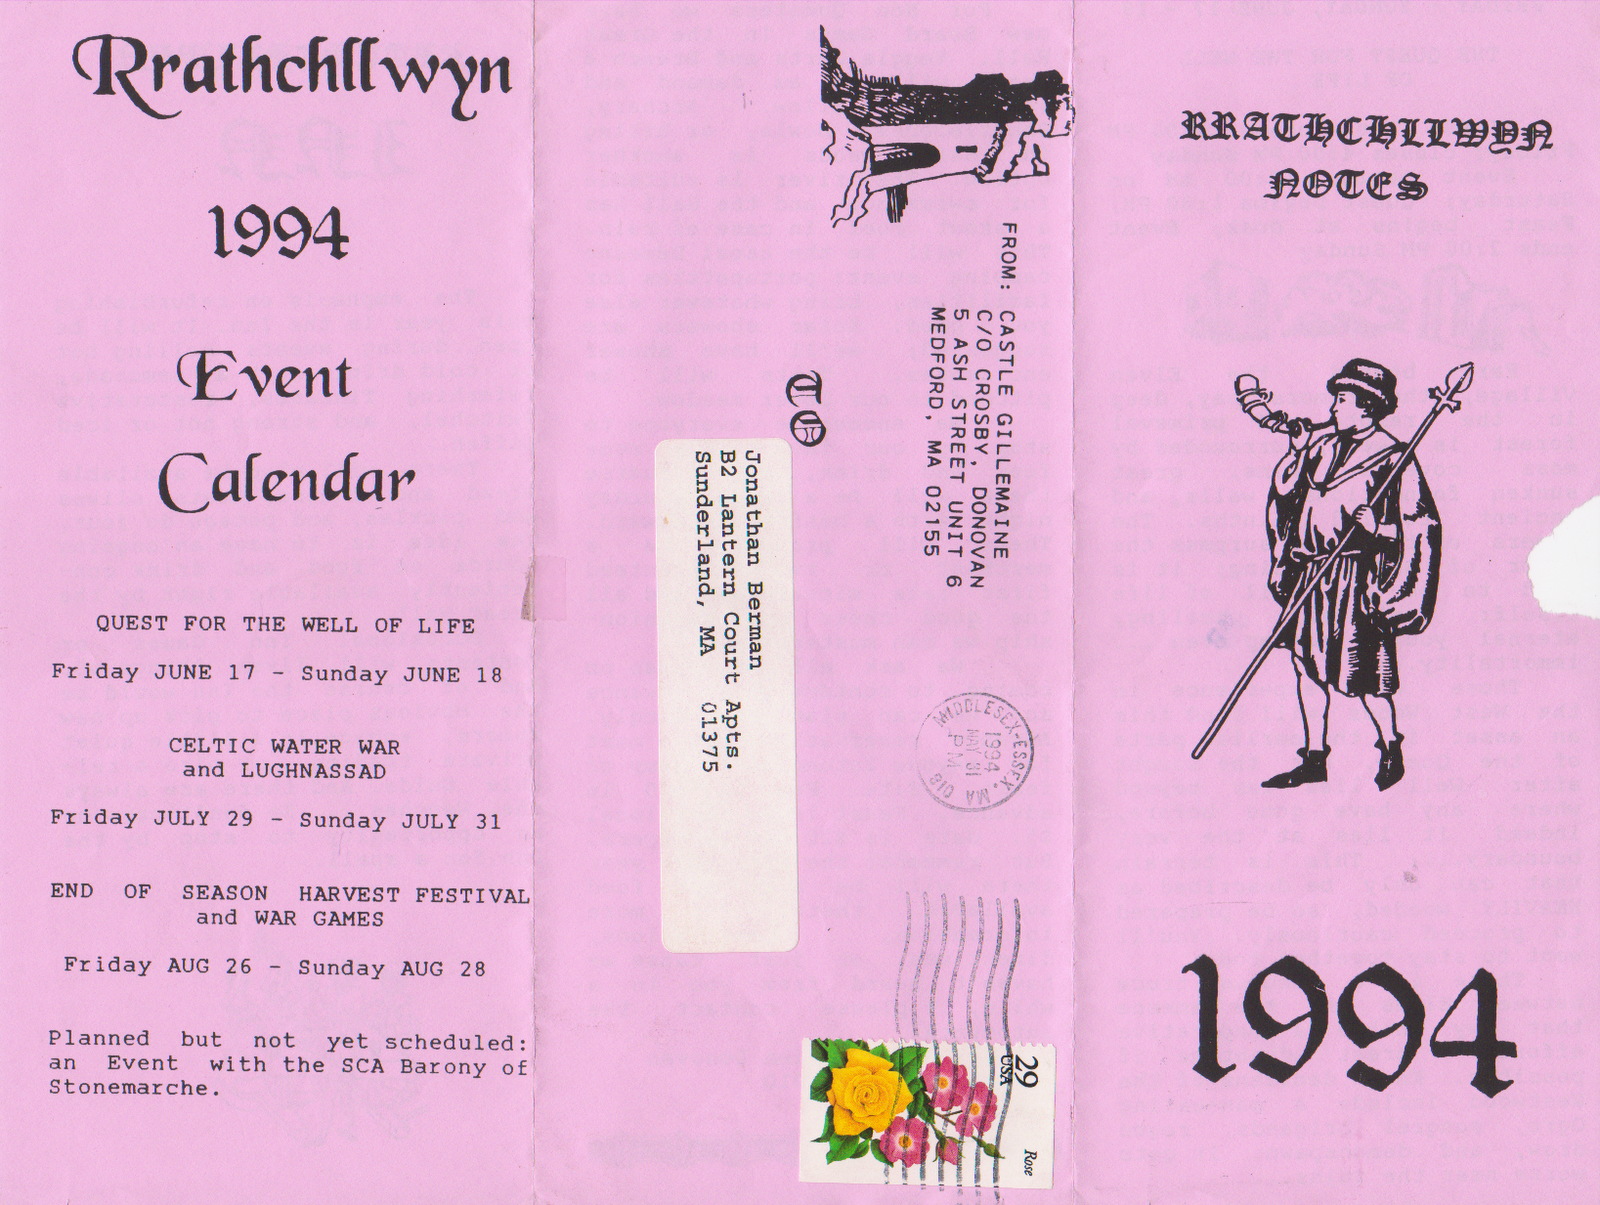 Rrathchllwyn
1994
Event
Calendar
QUEST FOR THE WELL OF LIFE
Friday JUNE 17 - Sunday JUNE 18
CELTIC WATER WAR
and LUGHNASSAD
Friday JULY 29 - Sunday JULY 31
END OF SEASON HARVEST FESTIVAL
and WAR GAMES
Friday AUG 26 - Sunday AUG 28
Planned but not yet scheduled:
an Event with the SCA Barony of
Stonemarche.
FROM: CASTLE GILLEMAINE
C/O CROSBY, DONOVAN
5 ASH STREET UNIT 6
MEDFORD, MA 02155
TO
Jonathan Berman
B2 Lantern Court Apts.
Sunderland, MA 01375
MIDDLESEX-ESSEX, MA 018
1994
MAY 31
PM
29
USA
Rose
RRATHCHLLWYN
NOTES
1994